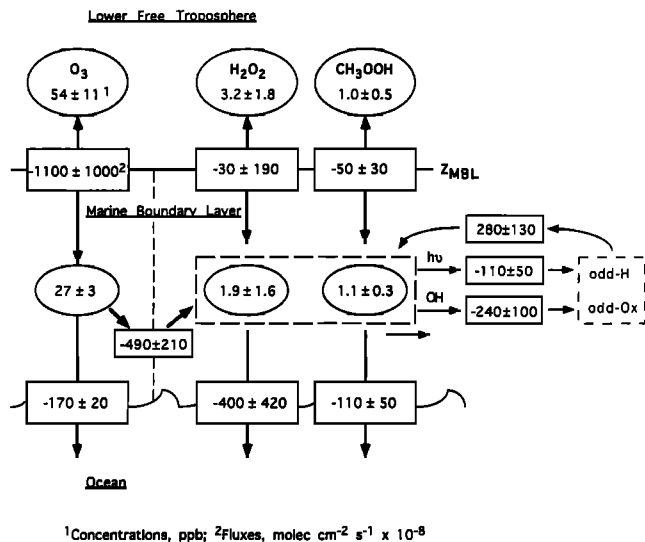 Lower Free Troposphere
O₃ H₂O₂ CH₃OOH
54 ± 11 ¹ 3.2 ± 1.8 1.0 ± 0.5
-1100 ± 1000² -30 ± 190 -50 ± 30 Z_MBL
Marine Boundary Layer
280±130
hυ -110±50 odd-H
27 ± 3 1.9 ± 1.6 1.1 ± 0.3
OH -240±100 odd-Ox
-490±210
-170 ± 20 -400 ± 420 -110 ± 50
Ocean
¹Concentrations, ppb; ²Fluxes, molec cm⁻² s⁻¹ x 10⁻⁸